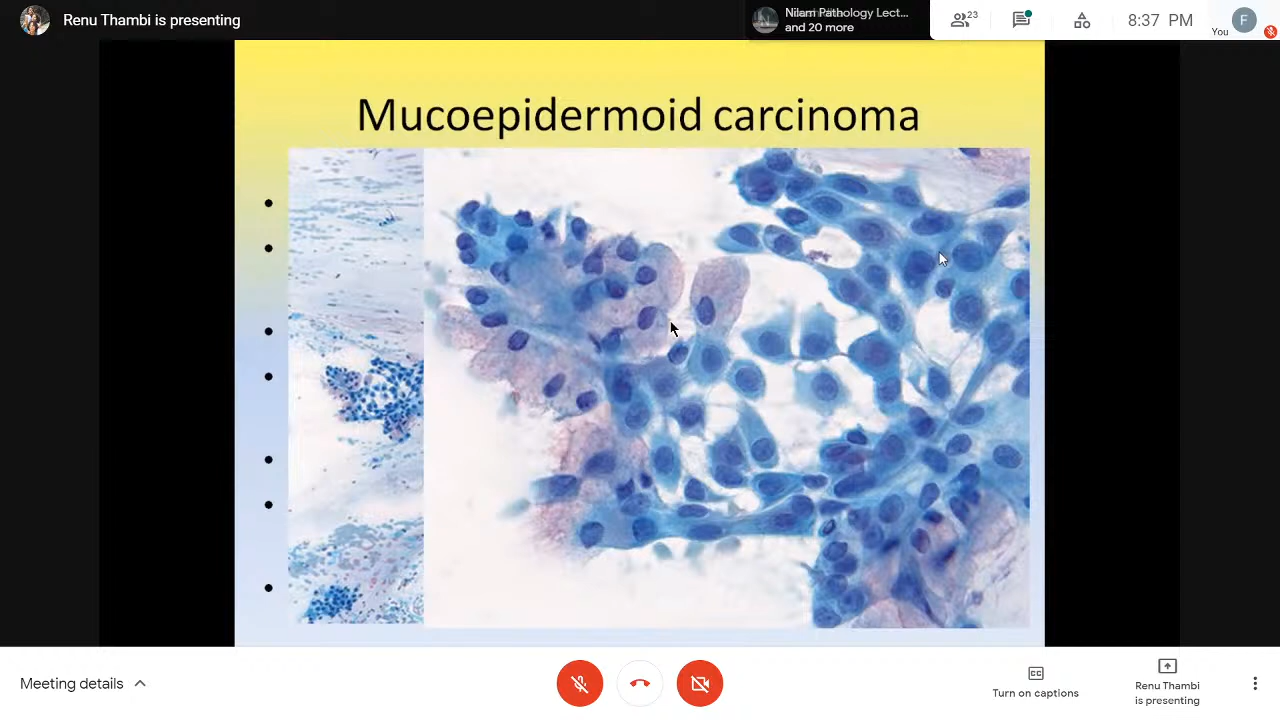 Renu Thambi is presenting
Nilam Pathology Lect...
and 20 more
23
8:37 PM
You
F
Mucoepidermoid carcinoma
Meeting details
CC
Turn on captions
Renu Thambi
is presenting